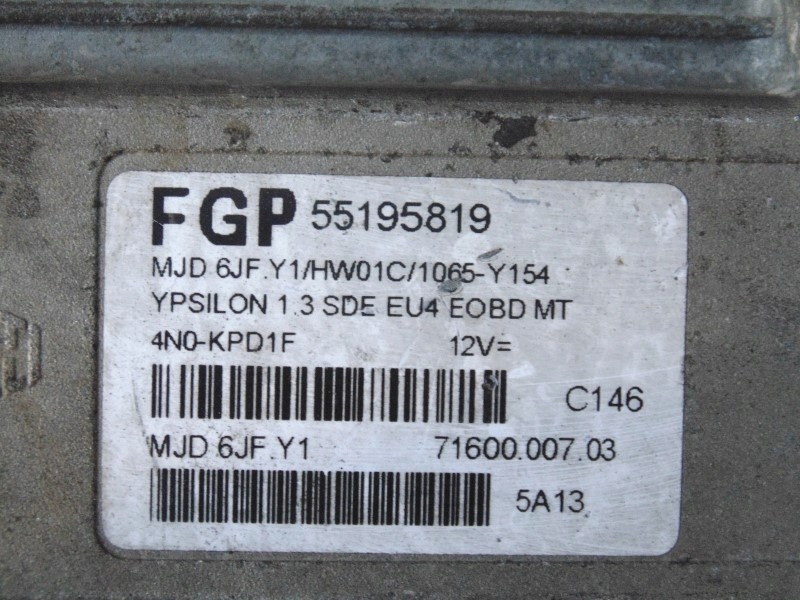 FGP 55195819
MJD 6JF.Y1/HW01C/1065-Y154
YPSILON 1.3 SDE EU4 EOBD MT
4N0-KPD1F 12V=
C146
MJD 6JF.Y1 71600.007.03
5A13